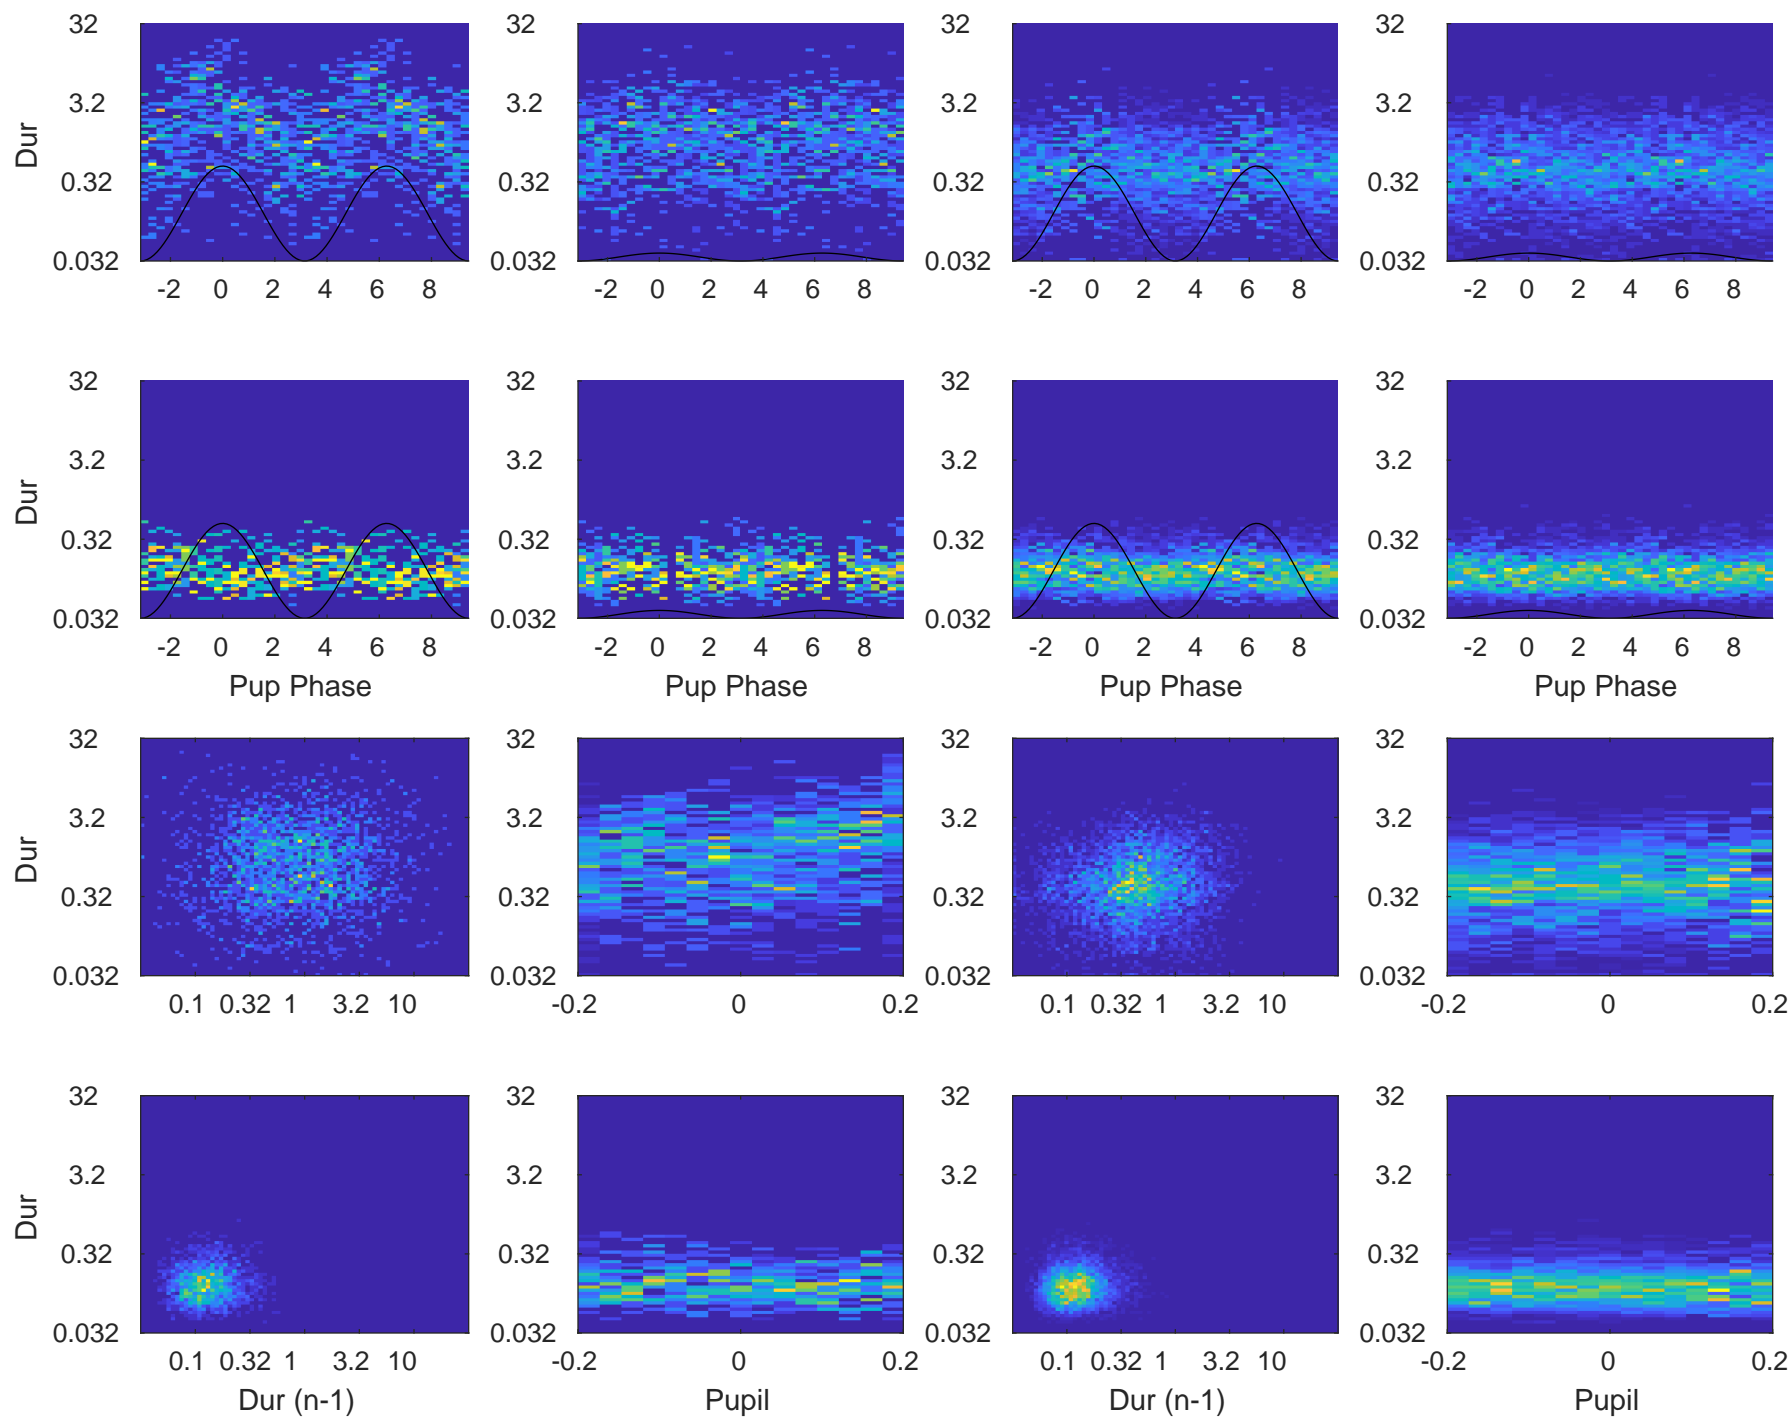 32 32 32 32
3.2 3.2 3.2 3.2
Dur
0.32 0.32 0.32 0.32
0.032 0.032 0.032 0.032
-2 0 2 4 6 8 -2 0 2 4 6 8 -2 0 2 4 6 8 -2 0 2 4 6 8
32 32 32 32
3.2 3.2 3.2 3.2
Dur
0.32 0.32 0.32 0.32
0.032 0.032 0.032 0.032
-2 0 2 4 6 8 -2 0 2 4 6 8 -2 0 2 4 6 8 -2 0 2 4 6 8
Pup Phase Pup Phase Pup Phase Pup Phase
32 32 32 32
3.2 3.2 3.2 3.2
Dur
0.32 0.32 0.32 0.32
0.032 0.032 0.032 0.032
0.1 0.32 1 3.2 10 -0.2 0 0.2 0.1 0.32 1 3.2 10 -0.2 0 0.2
32 32 32 32
3.2 3.2 3.2 3.2
Dur
0.32 0.32 0.32 0.32
0.032 0.032 0.032 0.032
0.1 0.32 1 3.2 10 -0.2 0 0.2 0.1 0.32 1 3.2 10 -0.2 0 0.2
Dur (n-1) Pupil Dur (n-1) Pupil